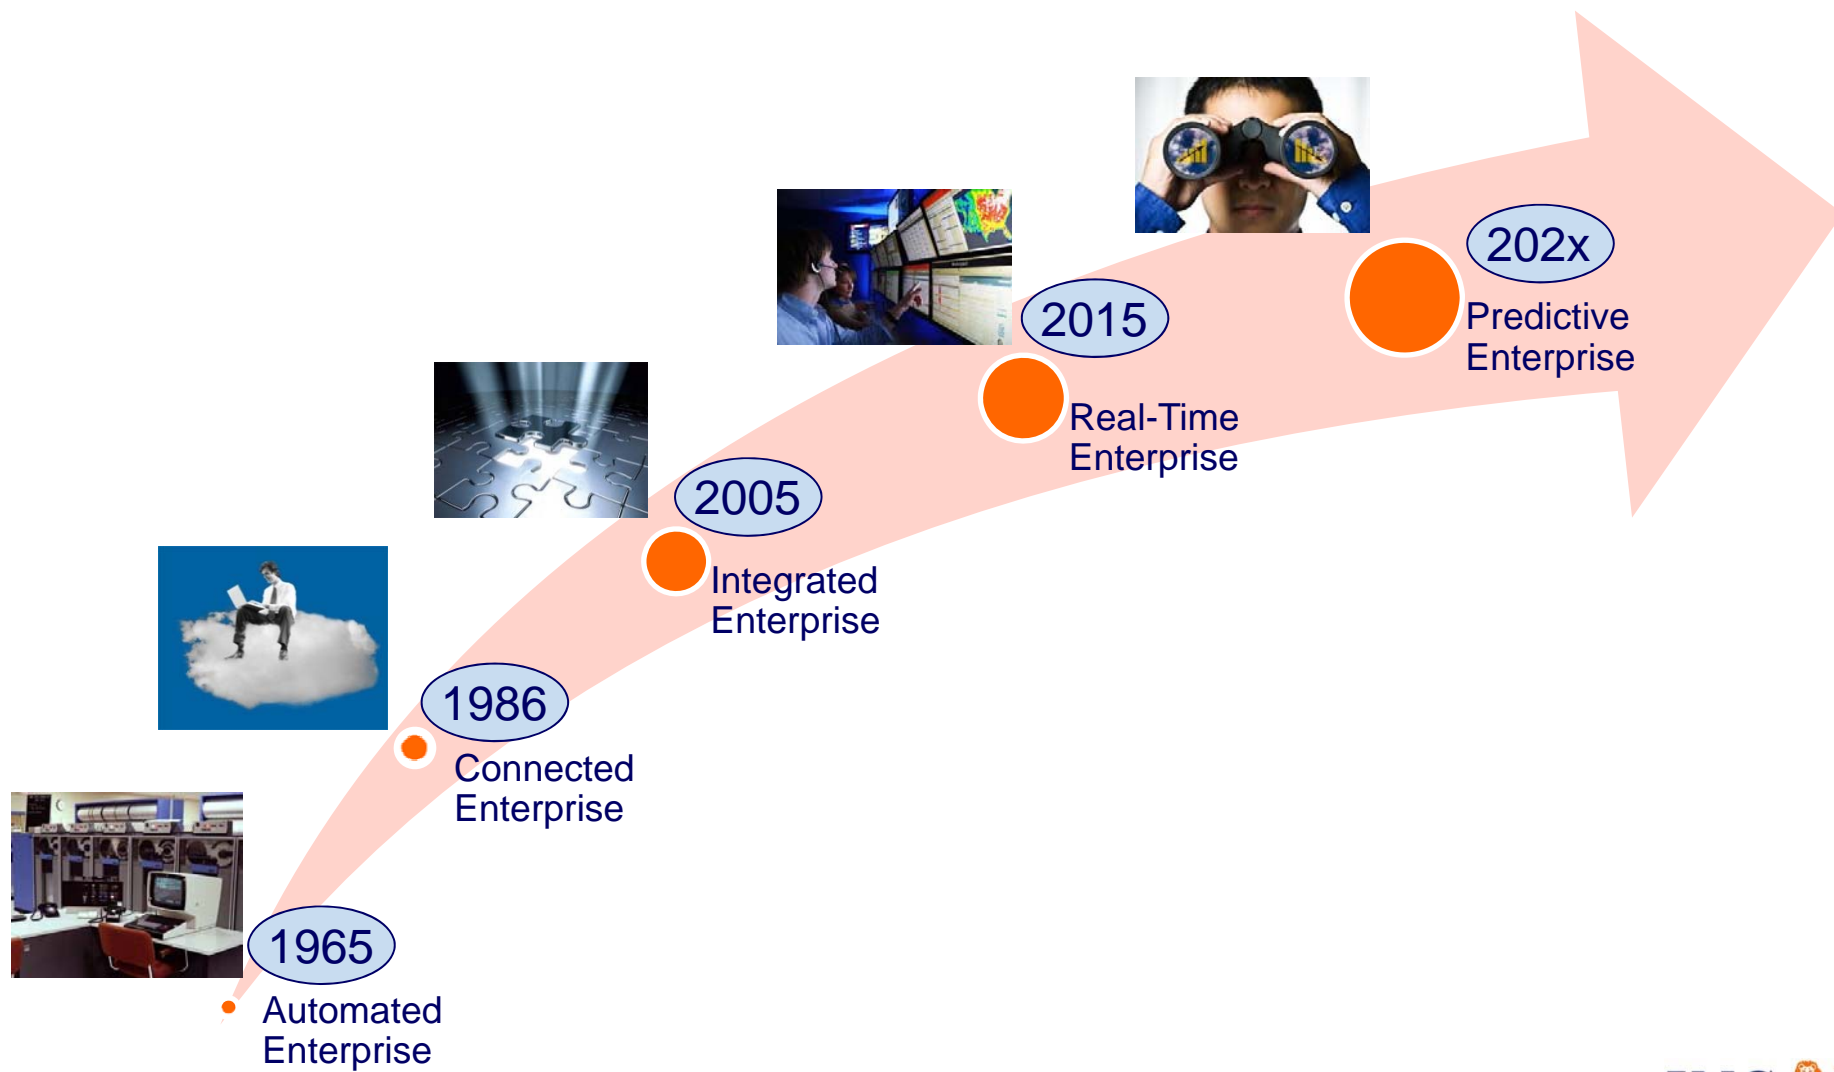 202x
Predictive
Enterprise
2015
Real-Time
Enterprise
2005
Integrated
Enterprise
1986
Connected
Enterprise
1965
Automated
Enterprise